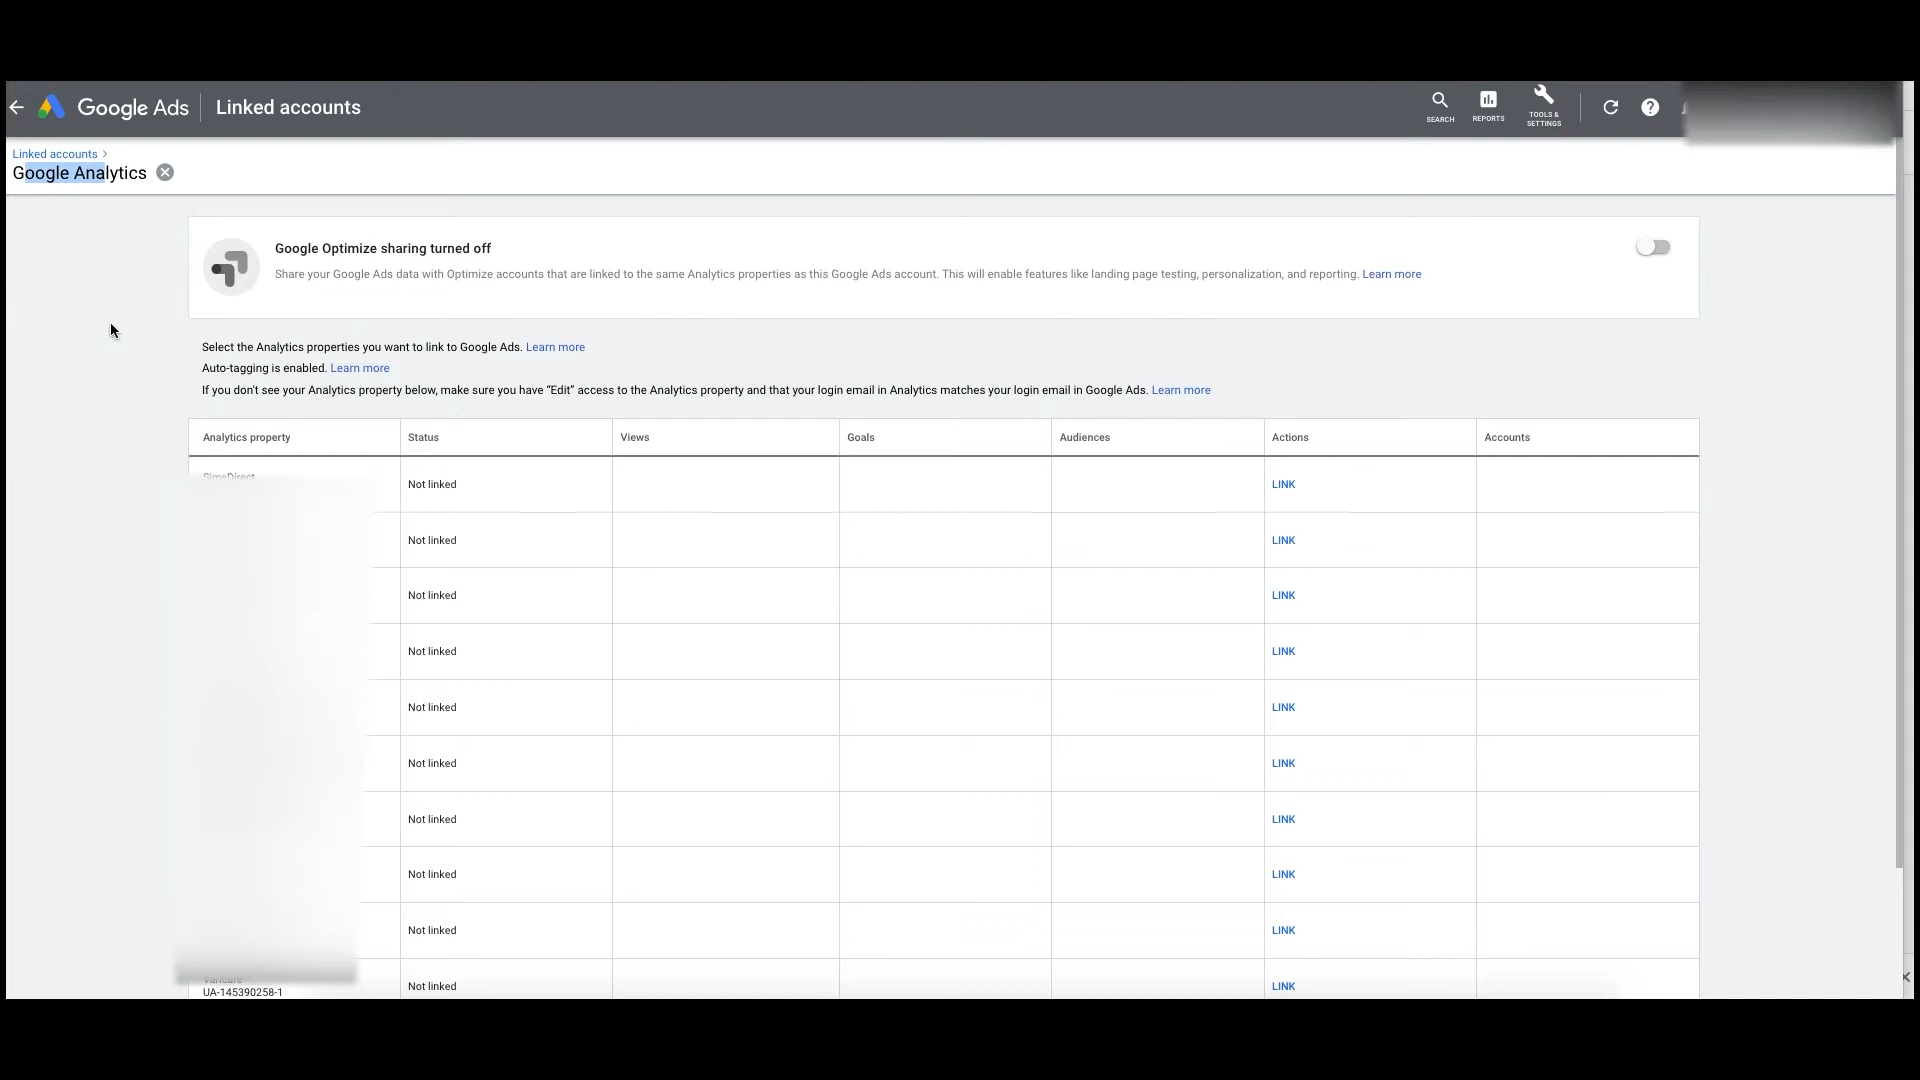 Google Ads
Linked accounts
SEARCH
REPORTS
TOOLS &
SETTINGS
Linked accounts >
Google Analytics
Google Optimize sharing turned off
Share your Google Ads data with Optimize accounts that are linked to the same Analytics properties as this Google Ads account. This will enable features like landing page testing, personalization, and reporting. Learn more
Select the Analytics properties you want to link to Google Ads. Learn more
Auto-tagging is enabled. Learn more
If you don't see your Analytics property below, make sure you have “Edit” access to the Analytics property and that your login email in Analytics matches your login email in Google Ads. Learn more
Analytics property Status Views Goals Audiences Actions Accounts
Not linked LINK
Not linked LINK
Not linked LINK
Not linked LINK
Not linked LINK
Not linked LINK
Not linked LINK
Not linked LINK
Not linked LINK
Not linked LINK
UA-145390258-1